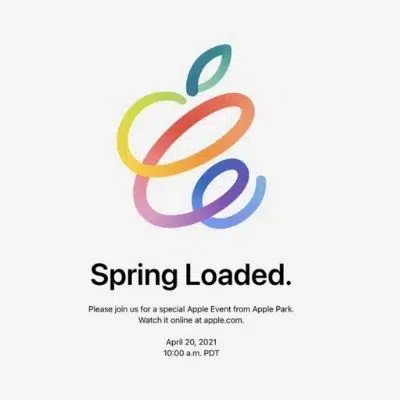 Spring Loaded.
Please join us for a special Apple Event from Apple Park.
Watch it online at apple.com.
April 20, 2021
10:00 a.m. PDT